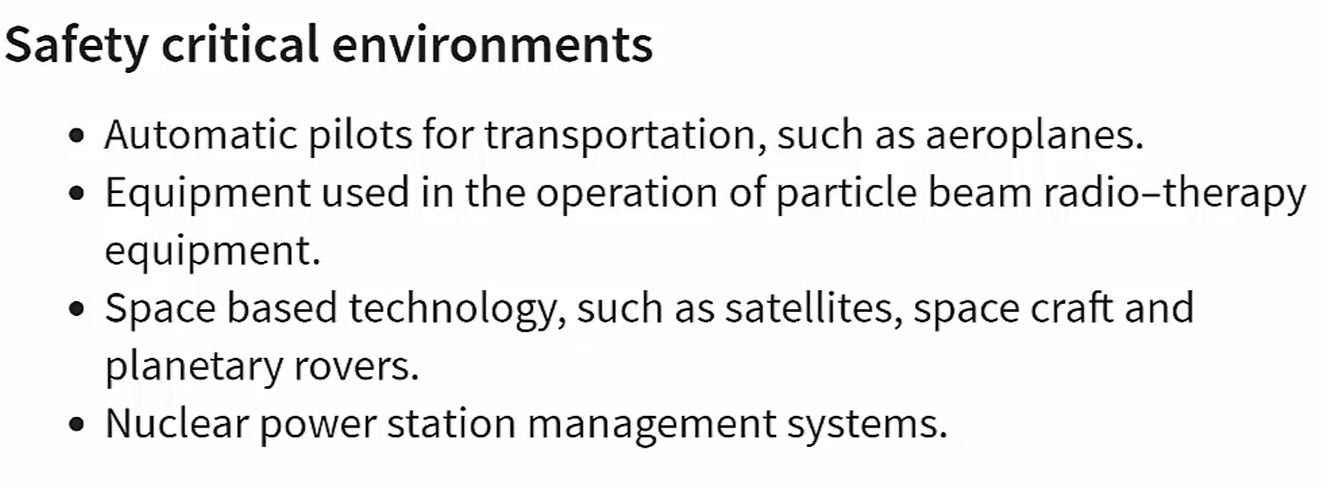 Safety critical environments
• Automatic pilots for transportation, such as aeroplanes.
• Equipment used in the operation of particle beam radio–therapy
equipment.
• Space based technology, such as satellites, space craft and
planetary rovers.
• Nuclear power station management systems.